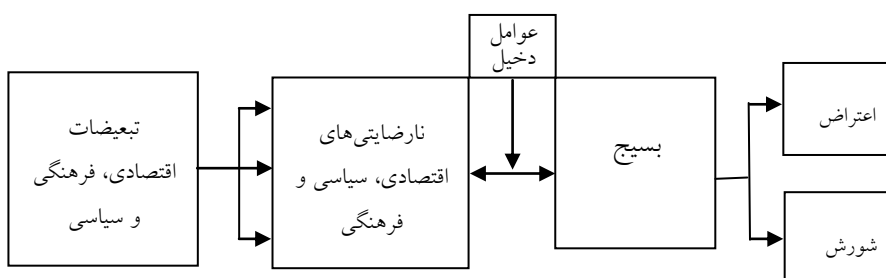 تبعیضات
اقتصادی، فرهنگی
و سیاسی
نارضایتی‌های
اقتصادی، سیاسی و
فرهنگی
عوامل
دخیل
بسیج
اعتراض
شورش